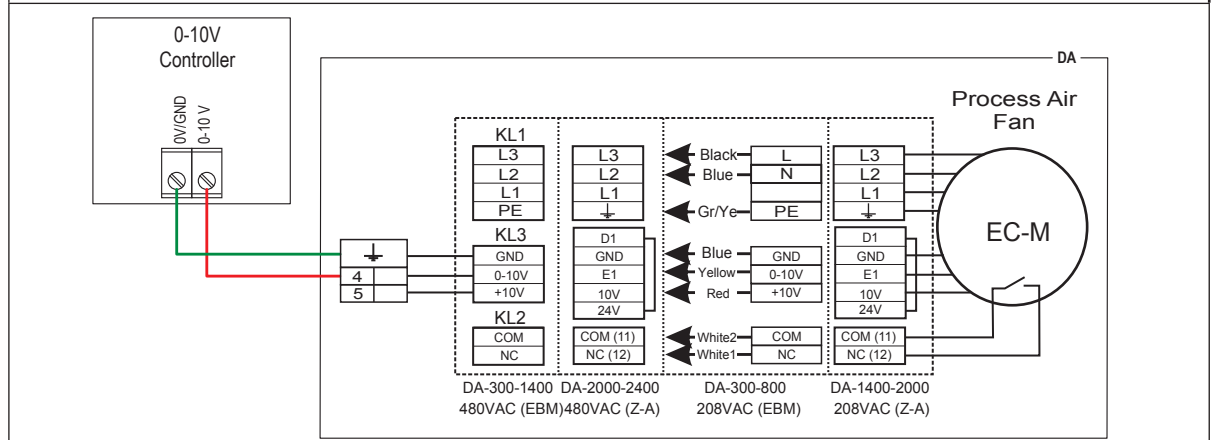 0-10V
Controller
0V/GND
0-10 V
DA
Process Air
Fan
EC-M
4
5
KL1
L3
L2
L1
PE
KL3
GND
0-10V
+10V
KL2
COM
NC
DA-300-1400
480VAC (EBM)
L3
L2
L1
D1
GND
E1
10V
24V
COM (11)
NC (12)
DA-2000-2400
480VAC (Z-A)
Black L
Blue N
Gr/Ye PE
Blue GND
Yellow 0-10V
Red +10V
White2 COM
White1 NC
DA-300-800
208VAC (EBM)
L3
L2
L1
D1
GND
E1
10V
24V
COM (11)
NC (12)
DA-1400-2000
208VAC (Z-A)